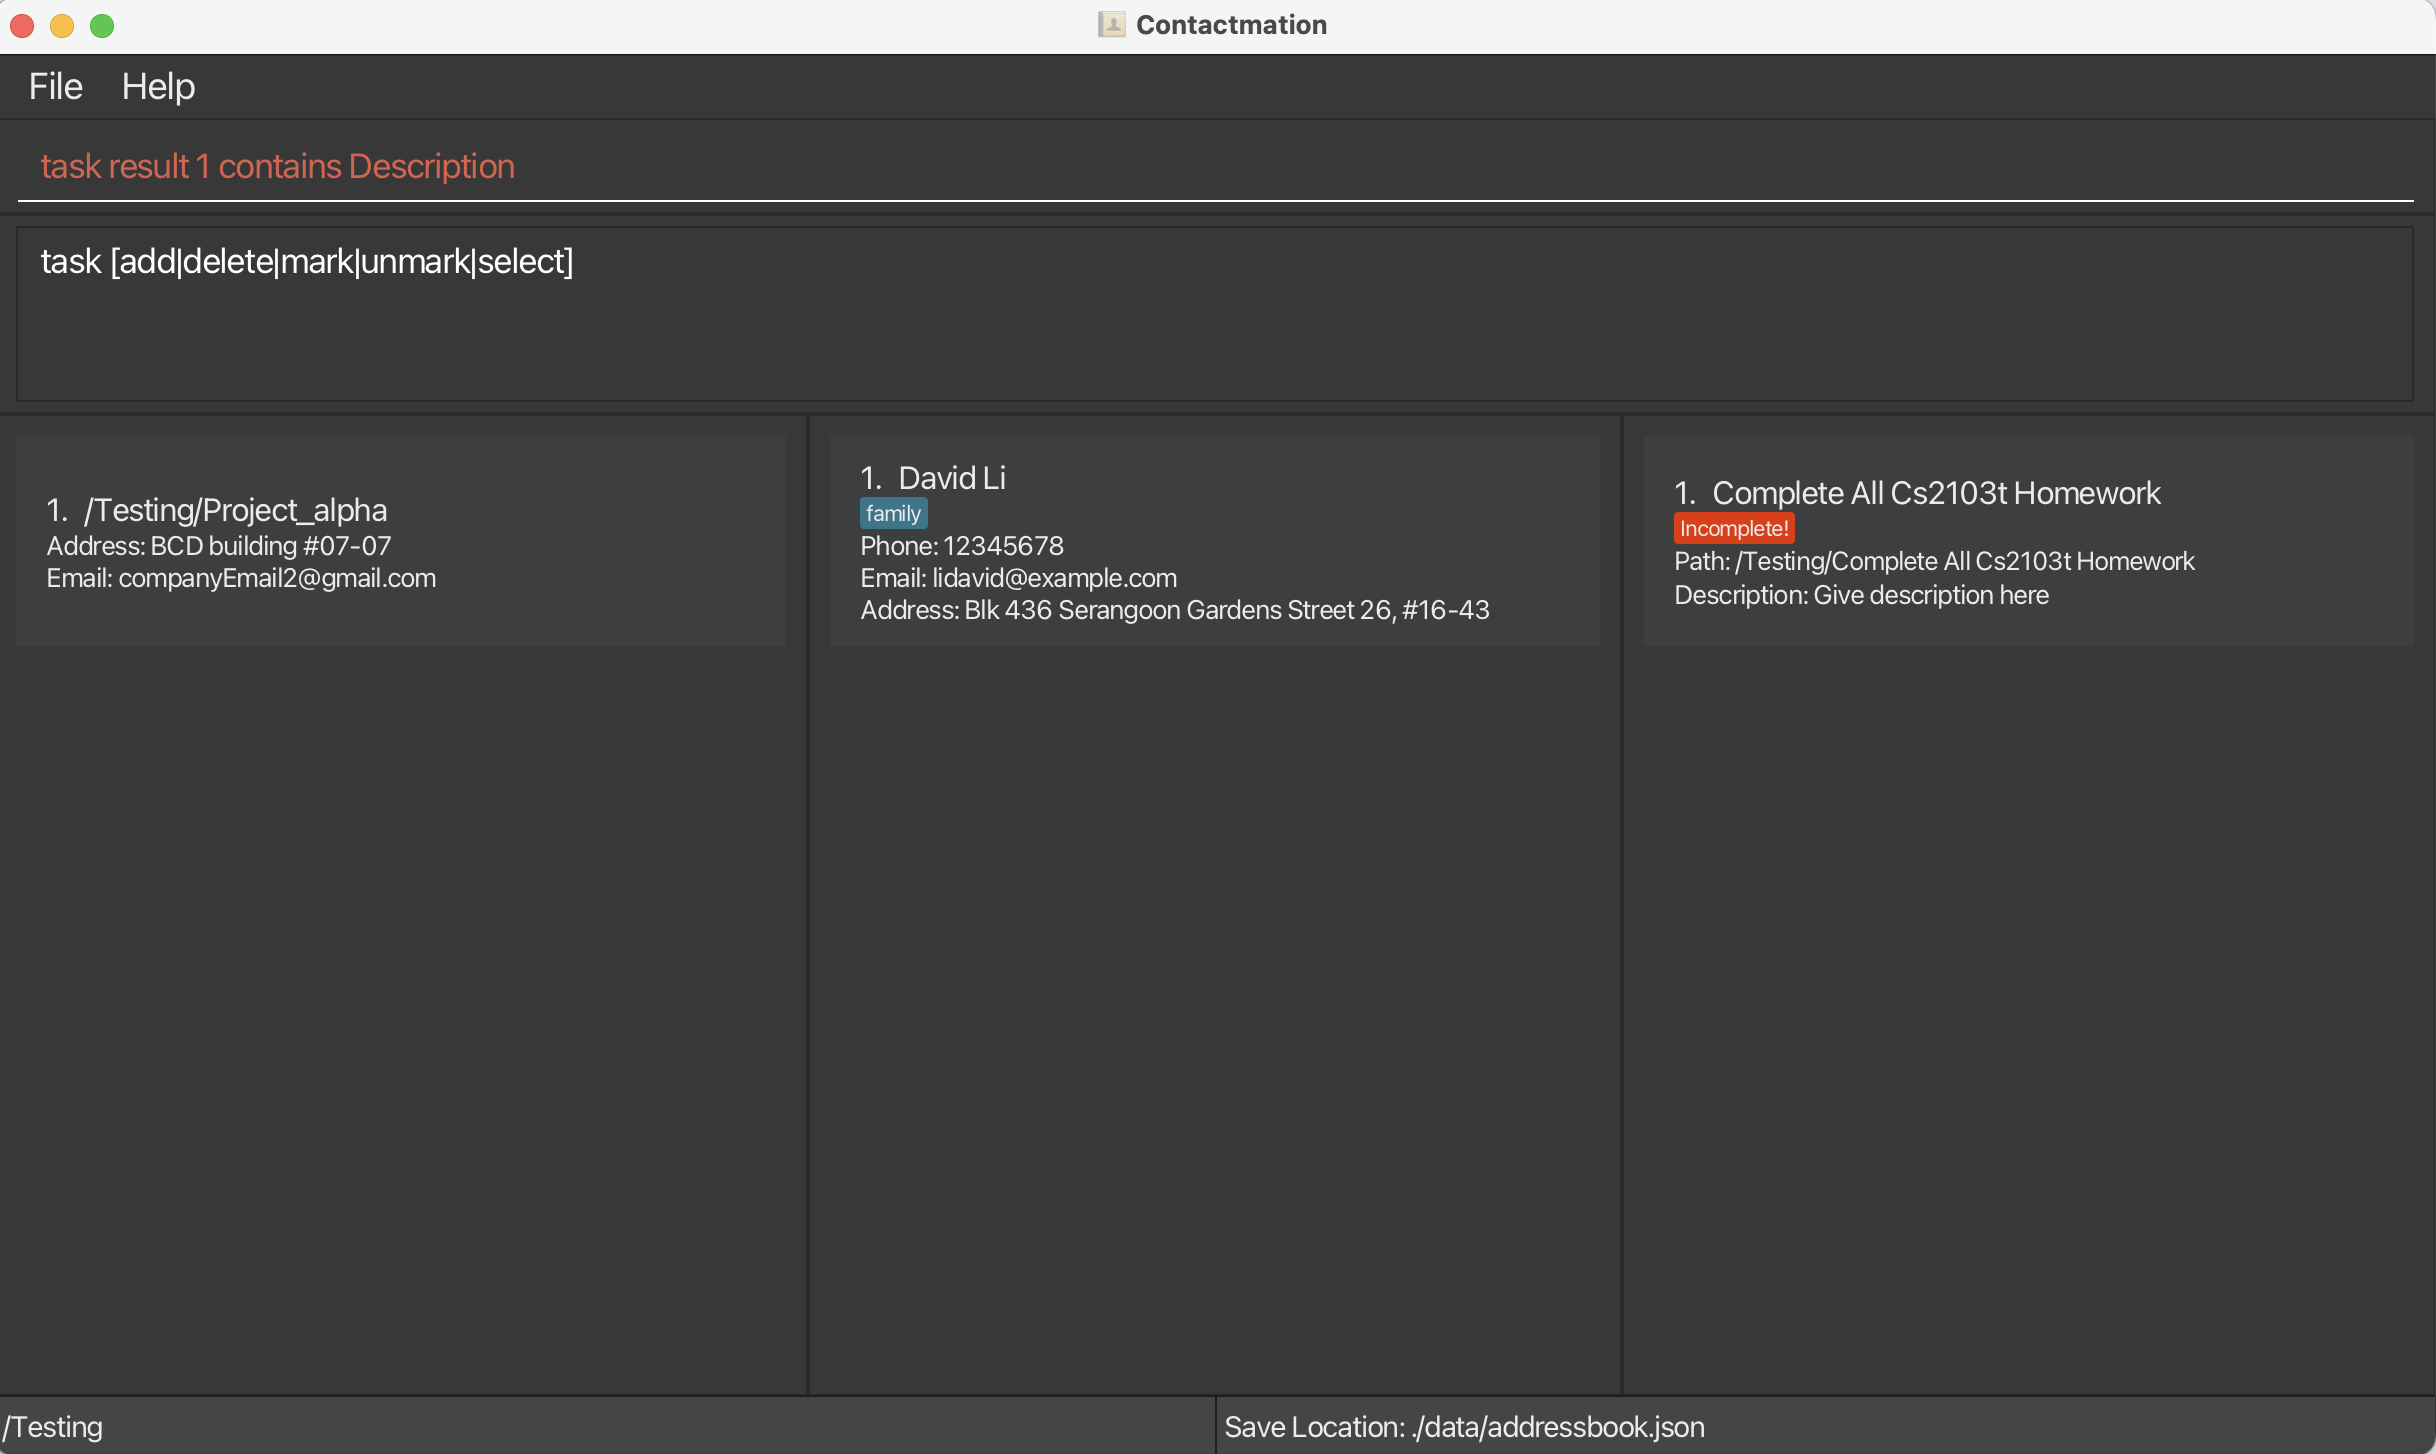 Contactmation
File Help
task result 1 contains Description
task [add|delete|mark|unmark|select]
1. /Testing/Project_alpha
Address: BCD building #07-07
Email: companyEmail2@gmail.com
1. David Li
family
Phone: 12345678
Email: lidavid@example.com
Address: Blk 436 Serangoon Gardens Street 26, #16-43
1. Complete All Cs2103t Homework
Incomplete!
Path: /Testing/Complete All Cs2103t Homework
Description: Give description here
/Testing
Save Location: ./data/addressbook.json